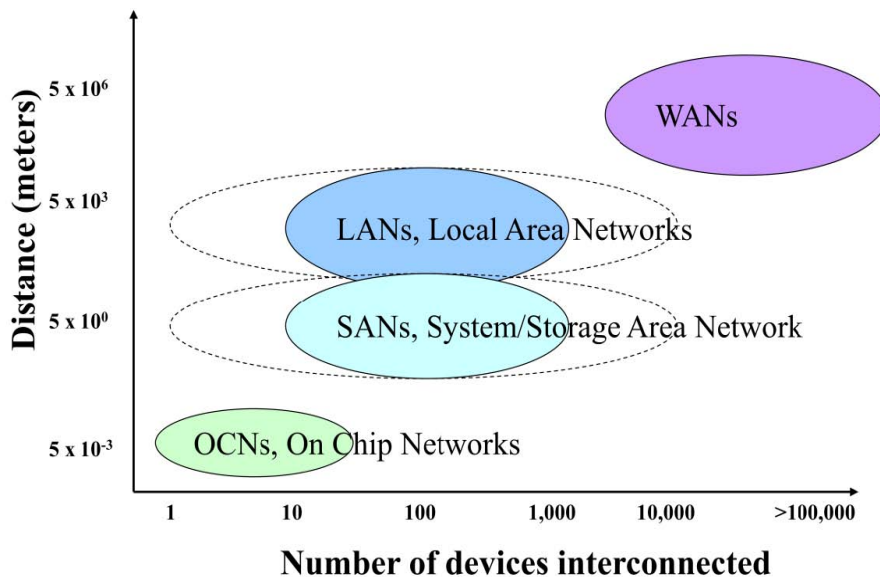 5 x 10⁶
WANs
5 x 10³
LANs, Local Area Networks
Distance (meters)
5 x 10⁰
SANs, System/Storage Area Network
5 x 10⁻³
OCNs, On Chip Networks
1 10 100 1,000 10,000 >100,000
Number of devices interconnected